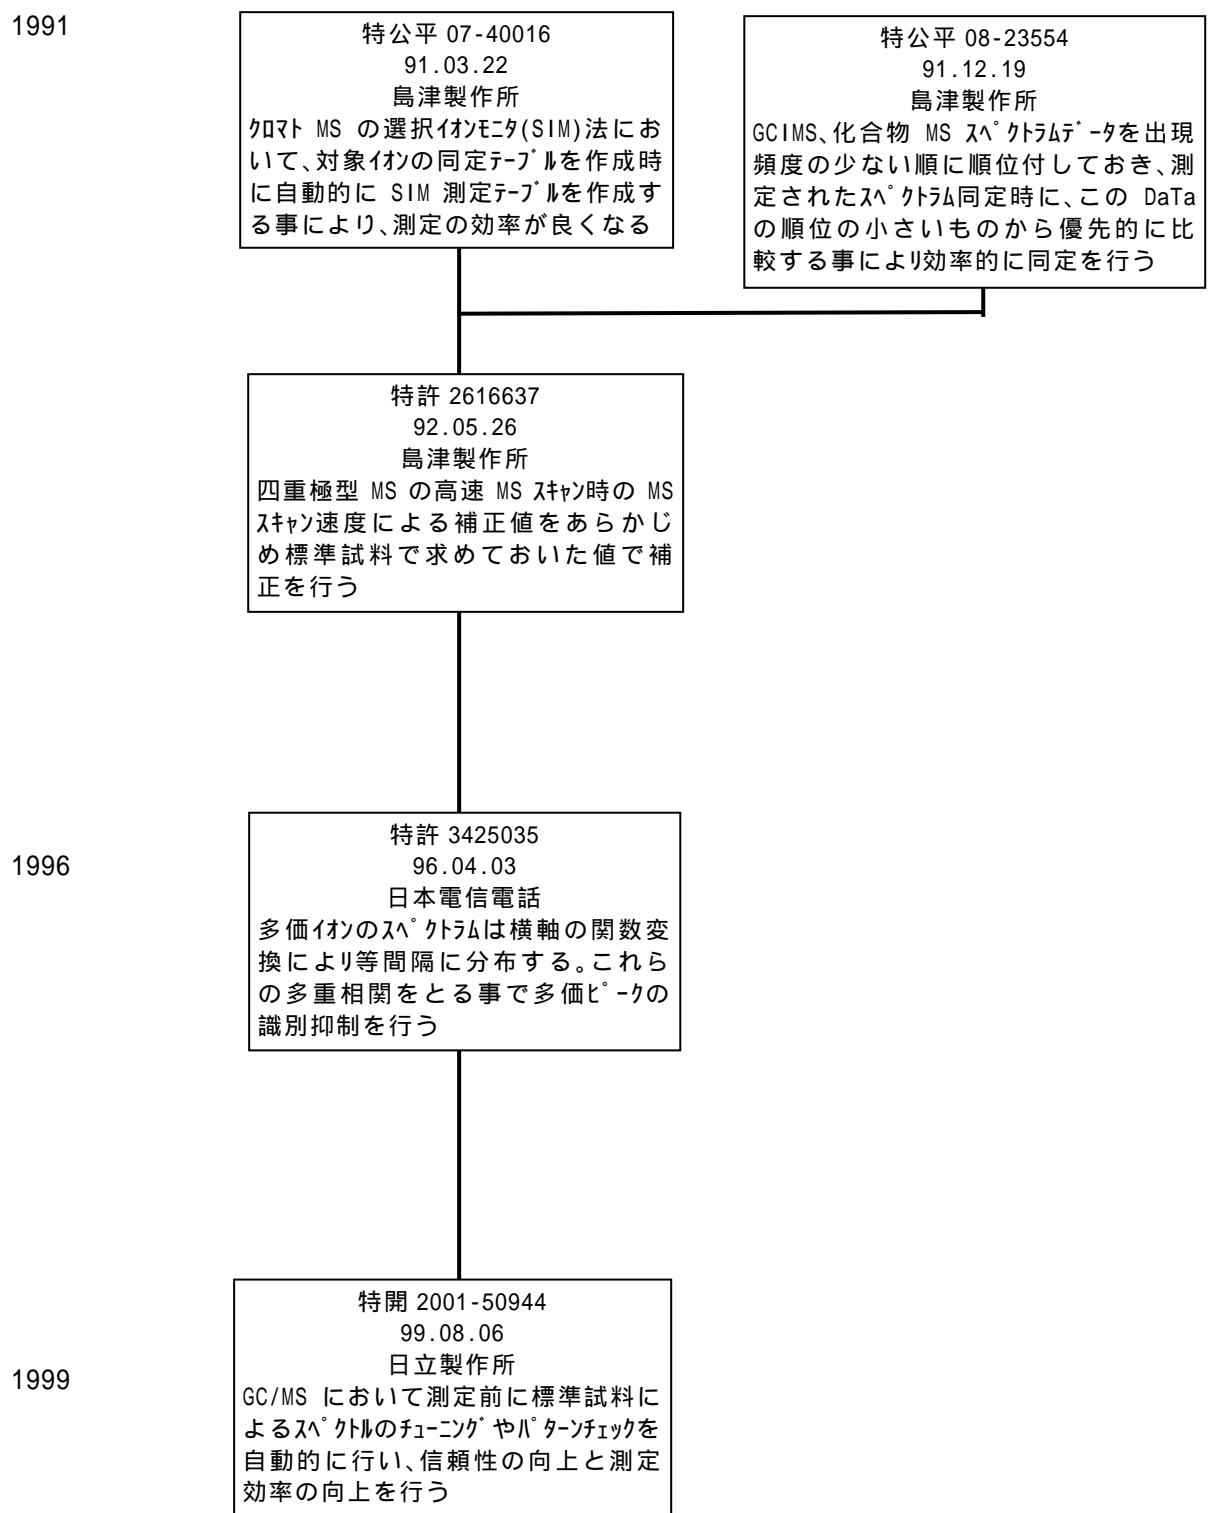 1991
特公平 07-40016
91.03.22
島津製作所
ｸﾛﾏﾄ MS の選択ｲｵﾝﾓﾆﾀ(SIM)法にお
いて、対象ｲｵﾝの同定ﾃｰﾌﾞﾙを作成時
に自動的に SIM 測定ﾃｰﾌﾞﾙを作成す
る事により、測定の効率が良くなる
特公平 08-23554
91.12.19
島津製作所
GCIMS、化合物 MS ｽﾍﾟｸﾄﾗﾑﾃﾞｰﾀを出現
頻度の少ない順に順位付しておき、測
定されたｽﾍﾟｸﾄﾗﾑ同定時に、この DaTa
の順位の小さいものから優先的に比
較する事により効率的に同定を行う
特許 2616637
92.05.26
島津製作所
四重極型 MS の高速 MS ｽｷｬﾝ時の MS
ｽｷｬﾝ速度による補正値をあらかじ
め標準試料で求めておいた値で補
正を行う
1996
特許 3425035
96.04.03
日本電信電話
多価ｲｵﾝのｽﾍﾟｸﾄﾗﾑは横軸の関数変
換により等間隔に分布する。これら
の多重相関をとる事で多価ﾋﾟｰｸの
識別抑制を行う
1999
特開 2001-50944
99.08.06
日立製作所
GC/MS において測定前に標準試料に
よるｽﾍﾟｸﾄﾙのﾁｭｰﾆﾝｸﾞやﾊﾟﾀｰﾝﾁｪｯｸを
自動的に行い、信頼性の向上と測定
効率の向上を行う